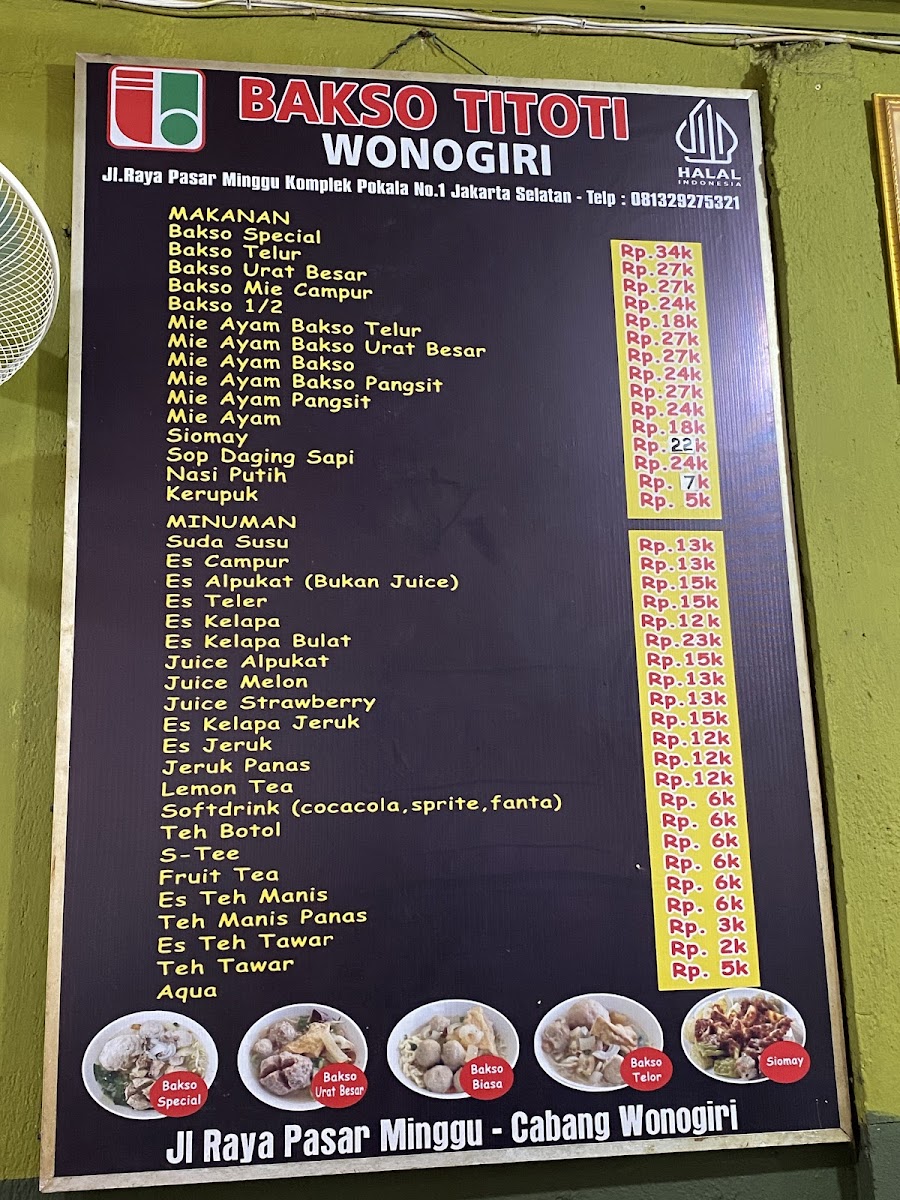 BAKSO TITOTI
WONOGIRI
HALAL
INDONESIA
Jl.Raya Pasar Minggu Komplek Pokala No.1 Jakarta Selatan - Telp : 081329275321
MAKANAN
Bakso Special Rp.34k
Bakso Telur Rp.27k
Bakso Urat Besar Rp.27k
Bakso Mie Campur Rp.24k
Bakso 1/2 Rp.18k
Mie Ayam Bakso Telur Rp.27k
Mie Ayam Bakso Urat Besar Rp.27k
Mie Ayam Bakso Rp.24k
Mie Ayam Bakso Pangsit Rp.27k
Mie Ayam Pangsit Rp.24k
Mie Ayam Rp.18k
Siomay Rp.22k
Sop Daging Sapi Rp.24k
Nasi Putih Rp. 7k
Kerupuk Rp. 5k
MINUMAN
Suda Susu Rp.13k
Es Campur Rp.13k
Es Alpukat (Bukan Juice) Rp.15k
Es Teler Rp.15k
Es Kelapa Rp.12k
Es Kelapa Bulat Rp.23k
Juice Alpukat Rp.15k
Juice Melon Rp.13k
Juice Strawberry Rp.13k
Es Kelapa Jeruk Rp.15k
Es Jeruk Rp.12k
Jeruk Panas Rp.12k
Lemon Tea Rp.12k
Softdrink (cocacola,sprite,fanta) Rp. 6k
Teh Botol Rp. 6k
S-Tee Rp. 6k
Fruit Tea Rp. 6k
Es Teh Manis Rp. 6k
Teh Manis Panas Rp. 6k
Es Teh Tawar Rp. 3k
Teh Tawar Rp. 2k
Aqua Rp. 5k
Bakso
Special
Bakso
Urat Besar
Bakso
Biasa
Bakso
Telor
Siomay
Jl Raya Pasar Minggu - Cabang Wonogiri